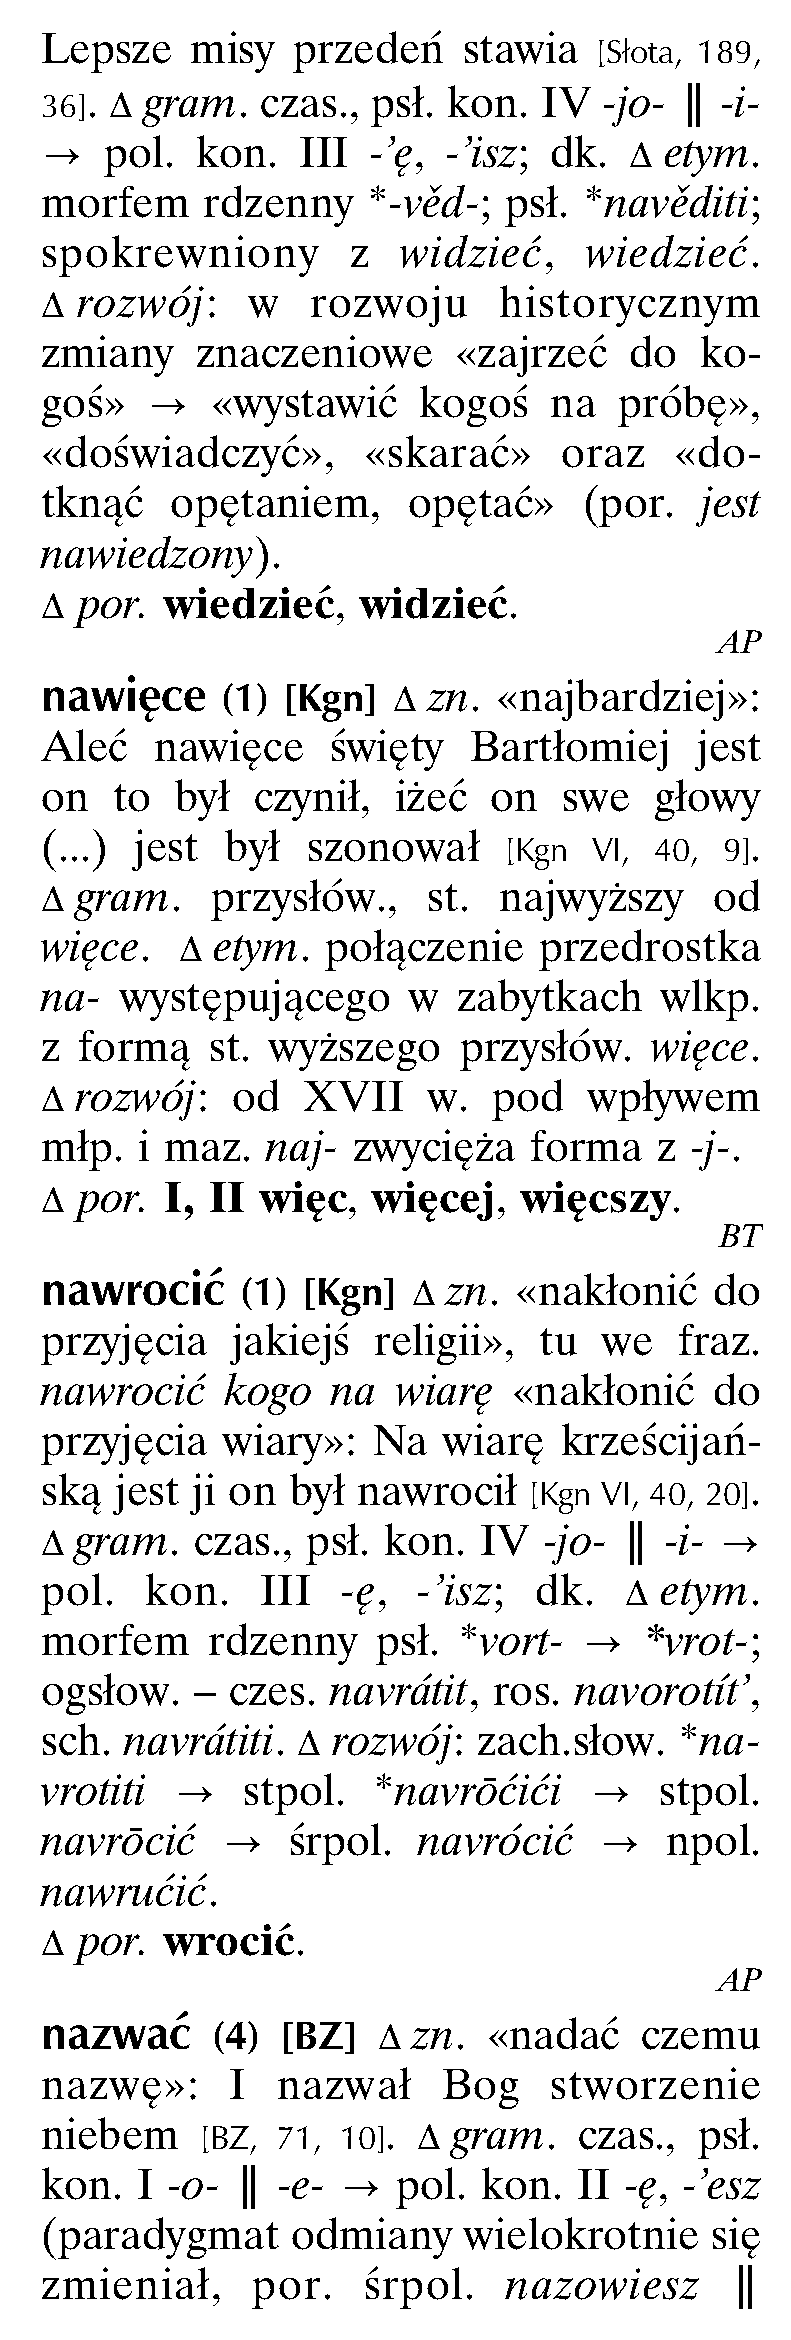 Lepsze misy przedeń stawia [Słota, 189,
36]. Δ gram. czas., psł. kon. IV -jo- ‖ -i-
→ pol. kon. III -’ę, -’isz; dk. Δ etym.
morfem rdzenny *-věd-; psł. *navěditi;
spokrewniony z widzieć, wiedzieć.
Δ rozwój: w rozwoju historycznym
zmiany znaczeniowe «zajrzeć do ko-
goś» → «wystawić kogoś na próbę»,
«doświadczyć», «skarać» oraz «do-
tknąć opętaniem, opętać» (por. jest
nawiedzony).
Δ por. wiedzieć, widzieć.
AP
nawięce (1) [Kgn] Δ zn. «najbardziej»:
Aleć nawięce święty Bartłomiej jest
on to był czynił, iżeć on swe głowy
(...) jest był szonował [Kgn VI, 40, 9].
Δ gram. przysłów., st. najwyższy od
więce. Δ etym. połączenie przedrostka
na- występującego w zabytkach wlkp.
z formą st. wyższego przysłów. więce.
Δ rozwój: od XVII w. pod wpływem
młp. i maz. naj- zwycięża forma z -j-.
Δ por. I, II więc, więcej, więcszy.
BT
nawrocić (1) [Kgn] Δ zn. «nakłonić do
przyjęcia jakiejś religii», tu we fraz.
nawrocić kogo na wiarę «nakłonić do
przyjęcia wiary»: Na wiarę krześcijań-
ską jest ji on był nawrocił [Kgn VI, 40, 20].
Δ gram. czas., psł. kon. IV -jo- ‖ -i- →
pol. kon. III -ę, -’isz; dk. Δ etym.
morfem rdzenny psł. *vort- → *vrot-;
ogsłow. – czes. navrátit, ros. navorotít’,
sch. navrátiti. Δ rozwój: zach.słow. *na-
vrotiti → stpol. *navrōćići → stpol.
navrōcić → śrpol. navrócić → npol.
nawrućić.
Δ por. wrocić.
AP
nazwać (4) [BZ] Δ zn. «nadać czemu
nazwę»: I nazwał Bog stworzenie
niebem [BZ, 71, 10]. Δ gram. czas., psł.
kon. I -o- ‖ -e- → pol. kon. II -ę, -’esz
(paradygmat odmiany wielokrotnie się
zmieniał, por. śrpol. nazowiesz ‖